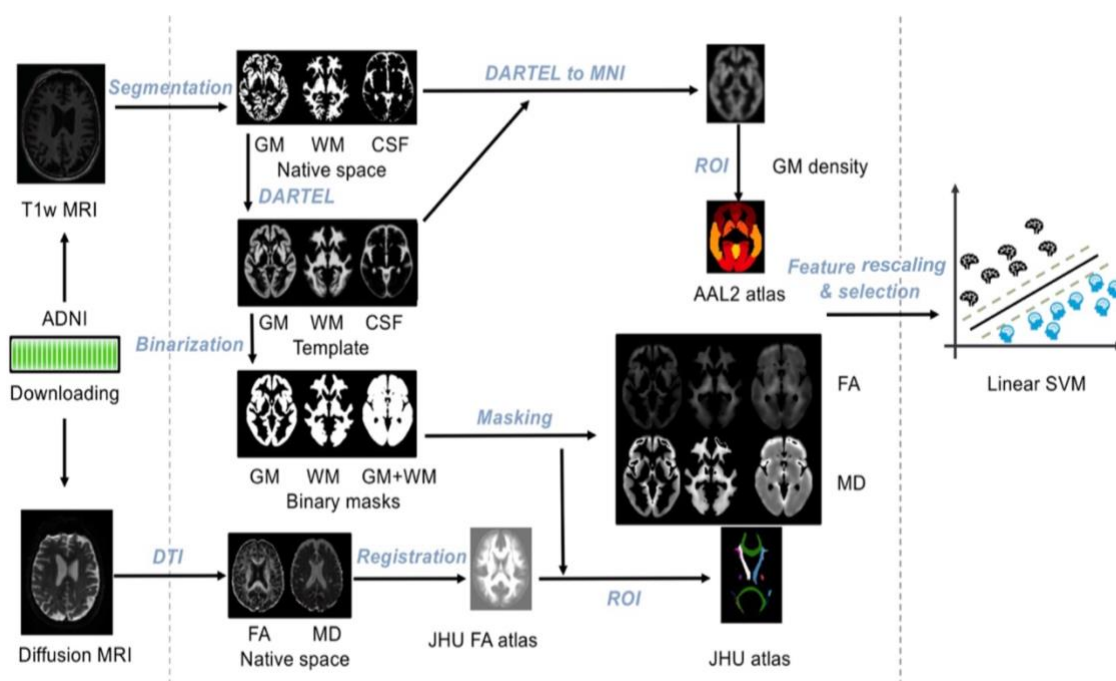 Segmentation
DARTEL to MNI
GM WM CSF
Native space
ROI
GM density
T1w MRI
DARTEL
AAL2 atlas
Feature rescaling
& selection
ADNI
Downloading
GM WM CSF
Template
Binarization
FA
Linear SVM
Masking
GM WM GM+WM
Binary masks
MD
DTI
Registration
ROI
FA MD
Native space
JHU FA atlas
JHU atlas
Diffusion MRI